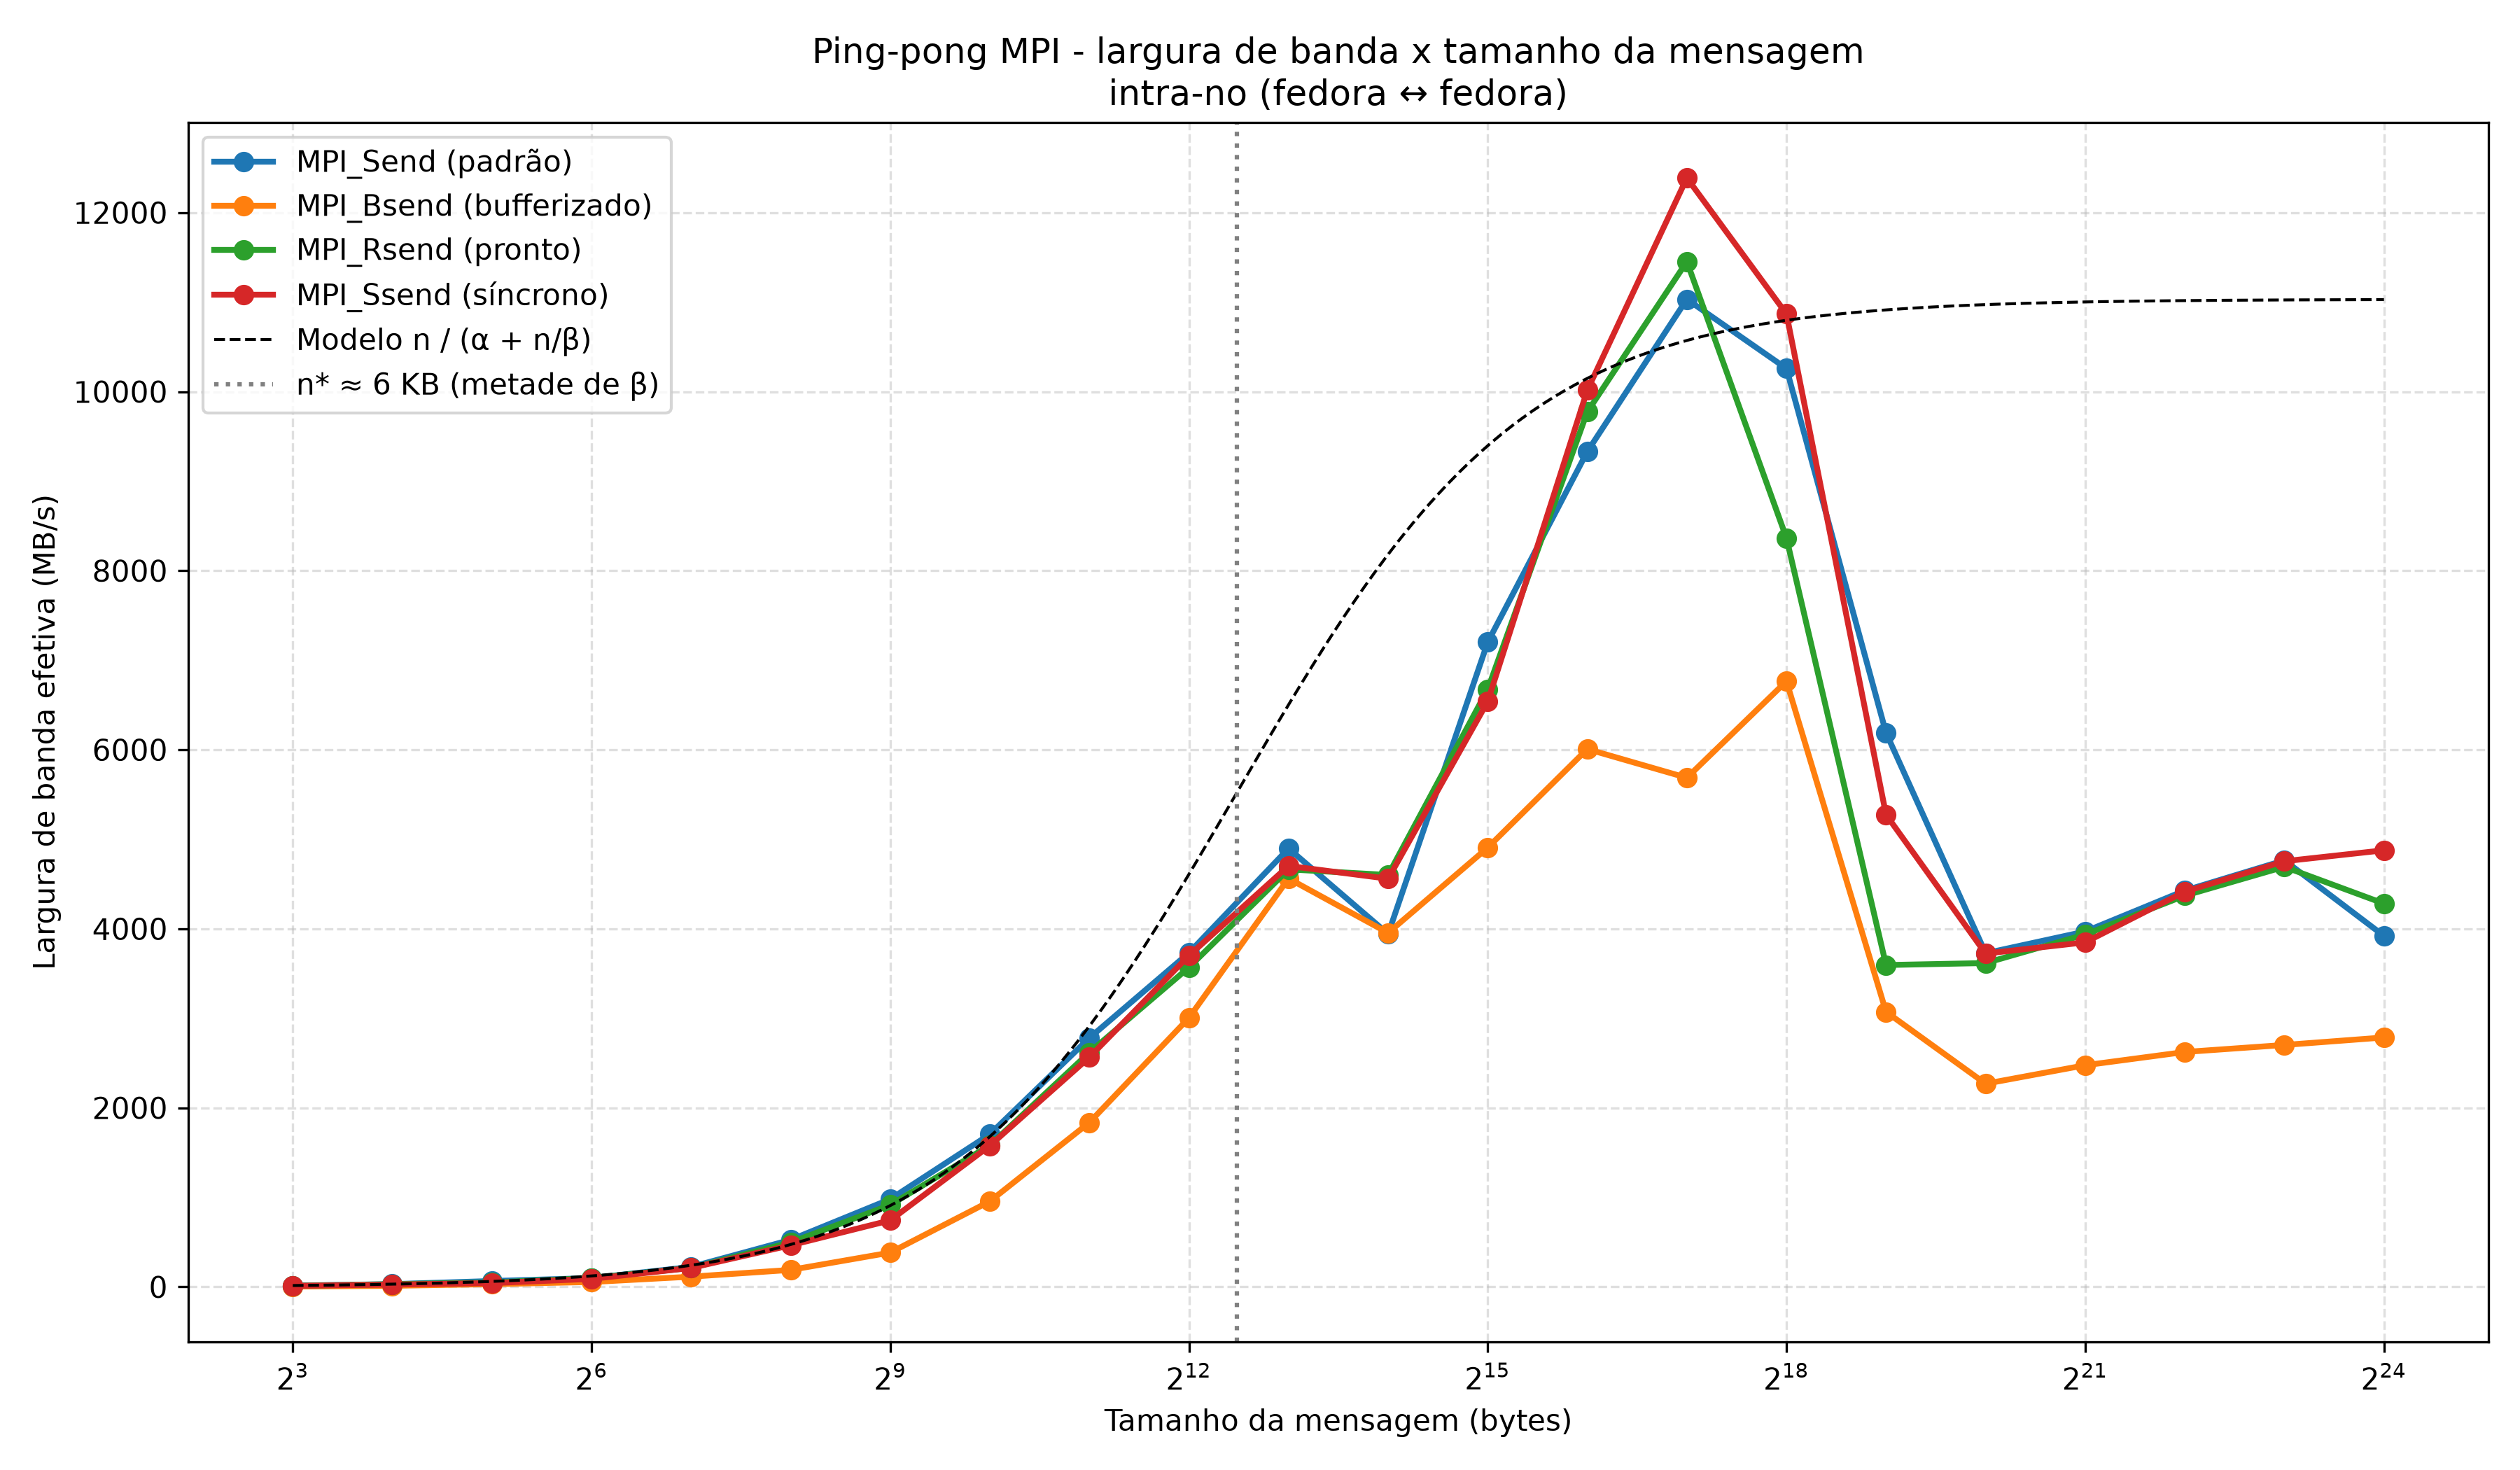 Ping-pong MPI - largura de banda x tamanho da mensagem
intra-no (fedora ↔ fedora)
MPI_Send (padrão)
MPI_Bsend (bufferizado)
MPI_Rsend (pronto)
MPI_Ssend (síncrono)
Modelo n / (α + n/β)
n* ≈ 6 KB (metade de β)
Largura de banda efetiva (MB/s)
12000
10000
8000
6000
4000
2000
0
2³ 2⁶ 2⁹ 2¹² 2¹⁵ 2¹⁸ 2²¹ 2²⁴
Tamanho da mensagem (bytes)